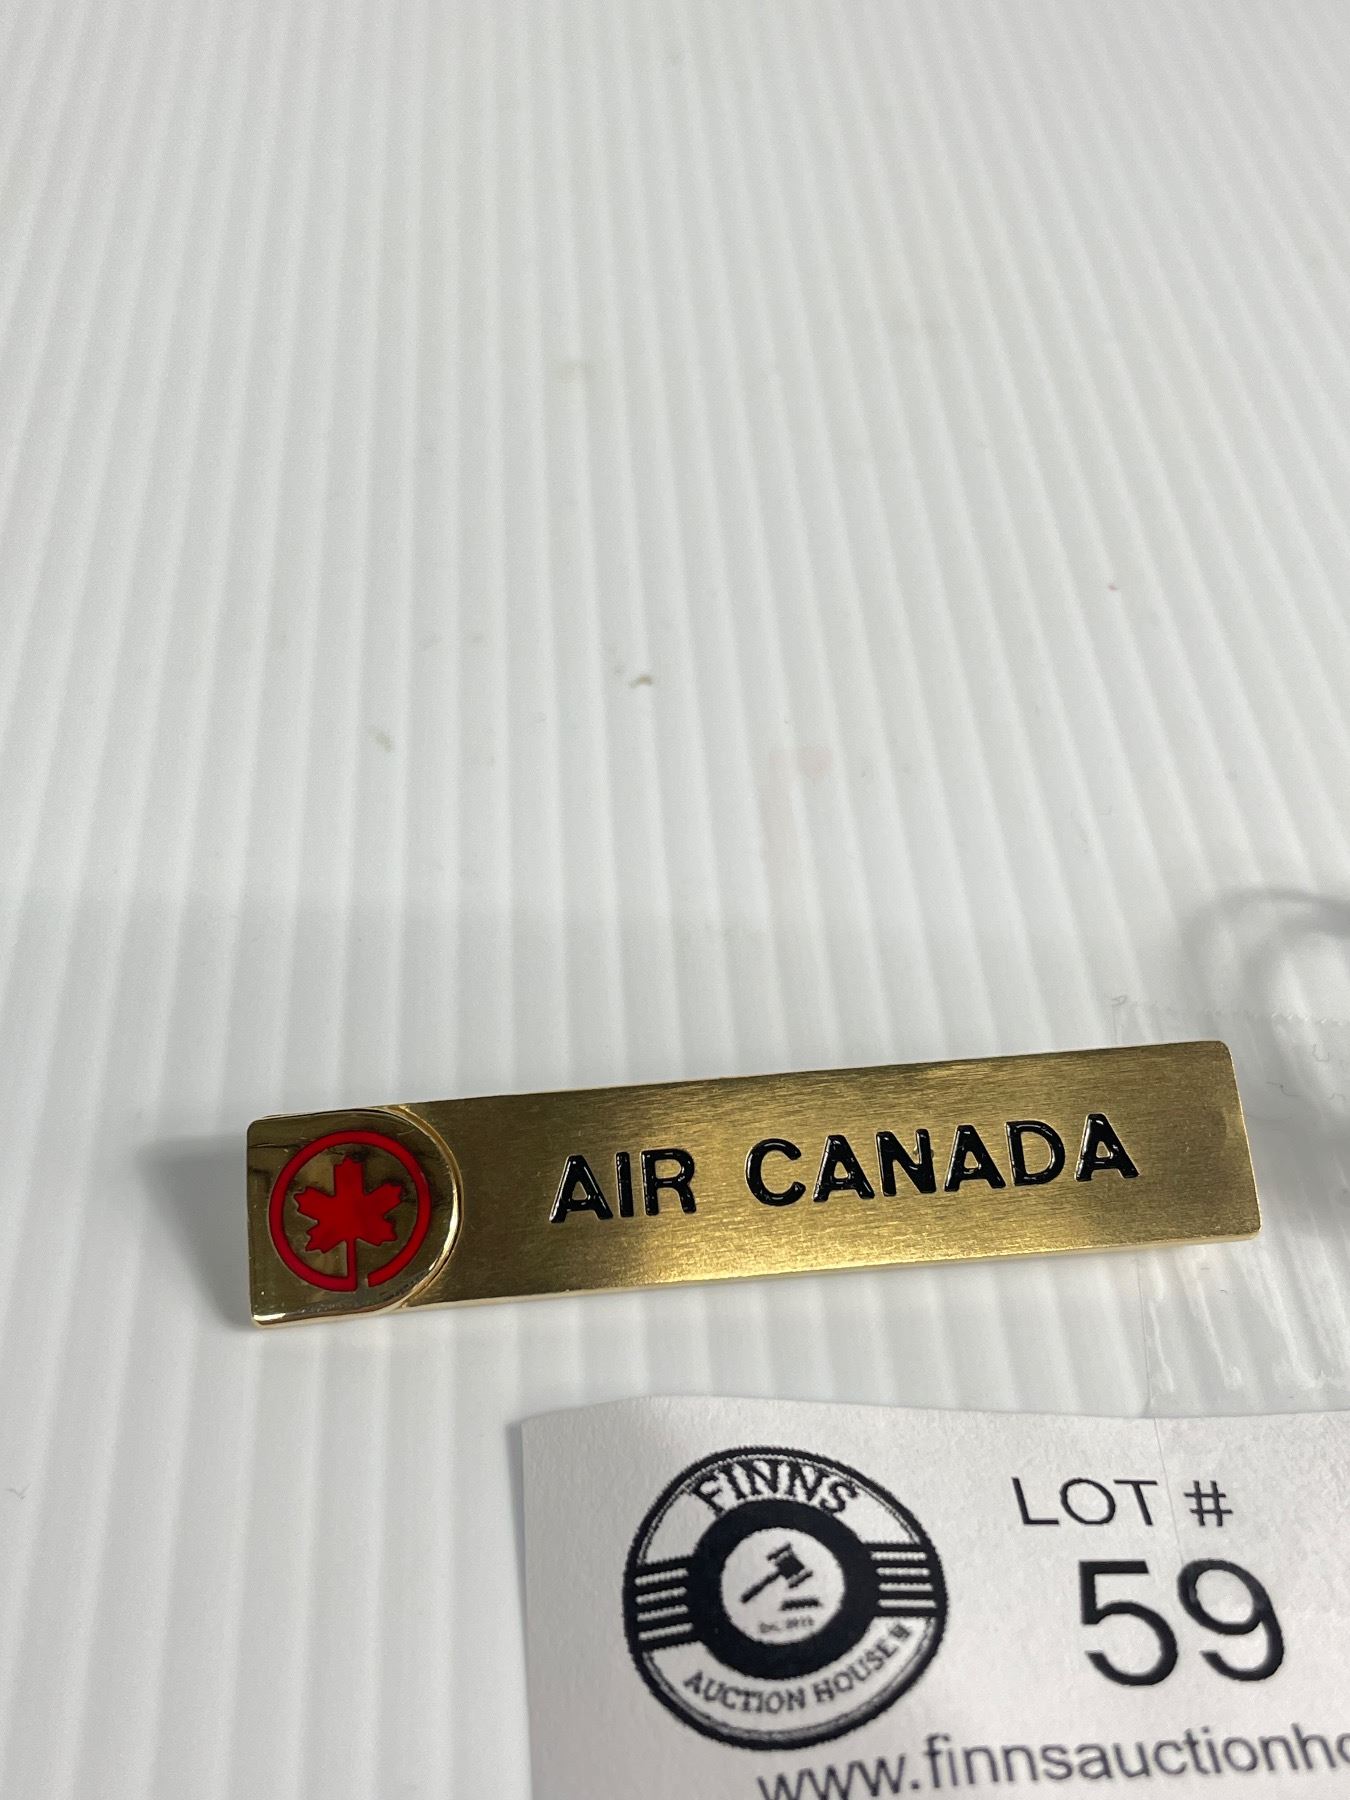 AIR CANADA
FINNS
AUCTION HOUSE
LOT #
59
www.finnsauctionho